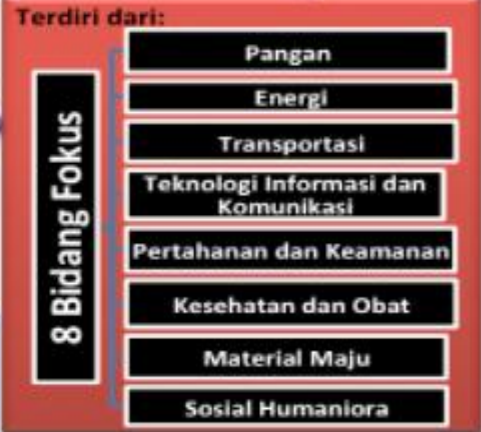 Terdiri dari:
8 Bidang Fokus
Pangan
Energi
Transportasi
Teknologi Informasi dan
Komunikasi
Pertahanan dan Keamanan
Kesehatan dan Obat
Material Maju
Sosial Humaniora